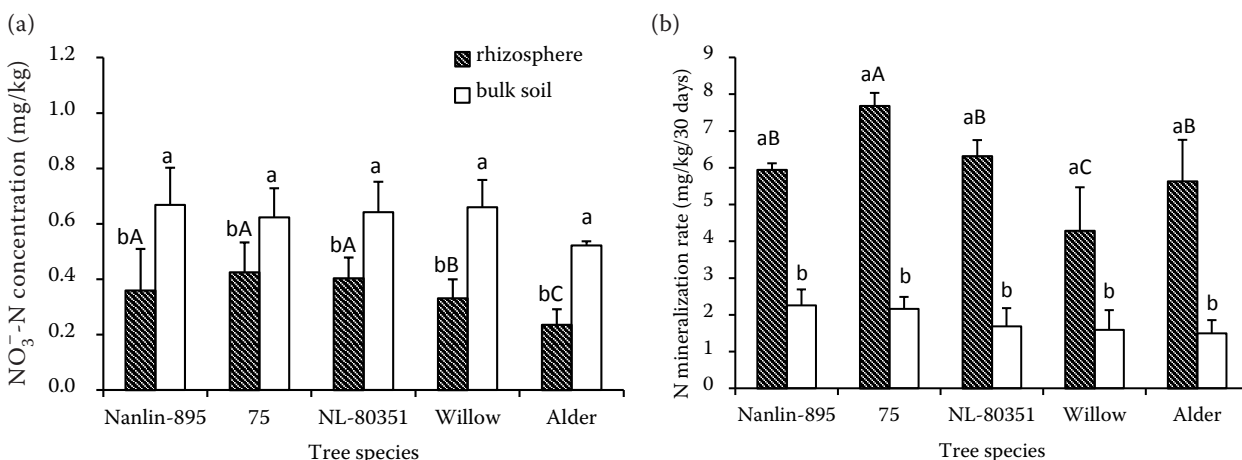 (a)
NO₃⁻-N concentration (mg/kg)
1.2
1.0
0.8
0.6
0.4
0.2
0.0
rhizosphere
bulk soil
bA
a
bA
a
bA
a
bB
a
bC
a
Nanlin-895 75 NL-80351 Willow Alder
Tree species
(b)
N mineralization rate (mg/kg/30 days)
9
8
7
6
5
4
3
2
1
0
aB
b
aA
b
aB
b
aC
b
aB
b
Nanlin-895 75 NL-80351 Willow Alder
Tree species